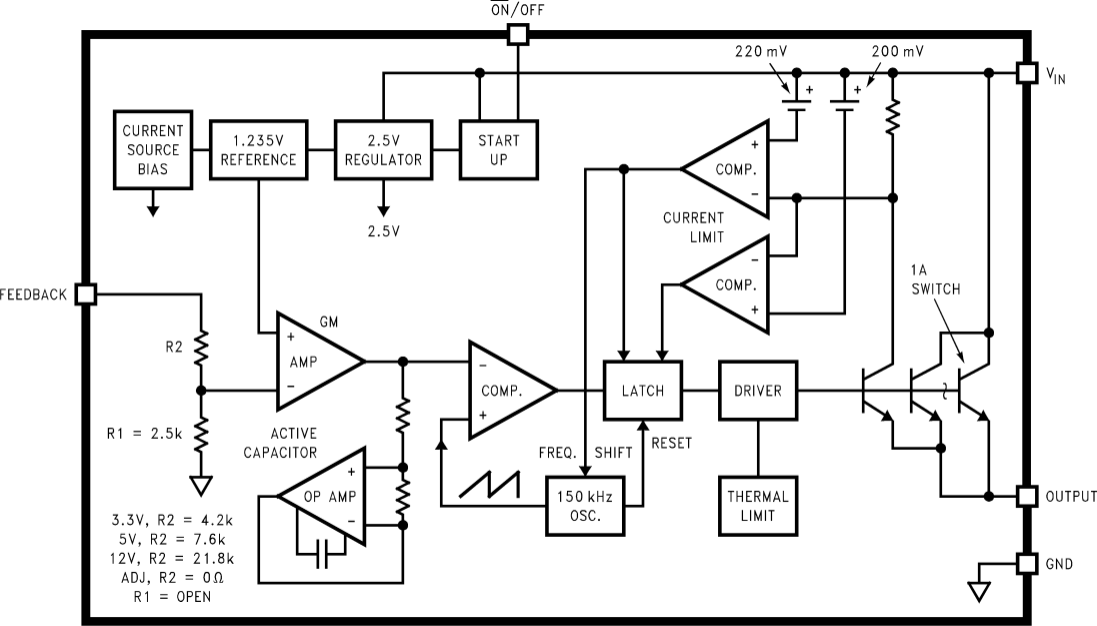 ON/OFF
220 mV
200 mV
VIN
CURRENT
SOURCE
BIAS
1.235V
REFERENCE
2.5V
REGULATOR
START
UP
+
COMP.
-
+
+
2.5V
CURRENT
LIMIT
-
COMP.
+
1A
SWITCH
FEEDBACK
GM
R2
+
AMP
-
-
COMP.
+
LATCH
DRIVER
R1 = 2.5k
ACTIVE
CAPACITOR
FREQ. SHIFT
RESET
+
OP AMP
-
150 kHz
OSC.
THERMAL
LIMIT
OUTPUT
3.3V, R2 = 4.2k
5V, R2 = 7.6k
12V, R2 = 21.8k
ADJ, R2 = 0Ω
R1 = OPEN
GND